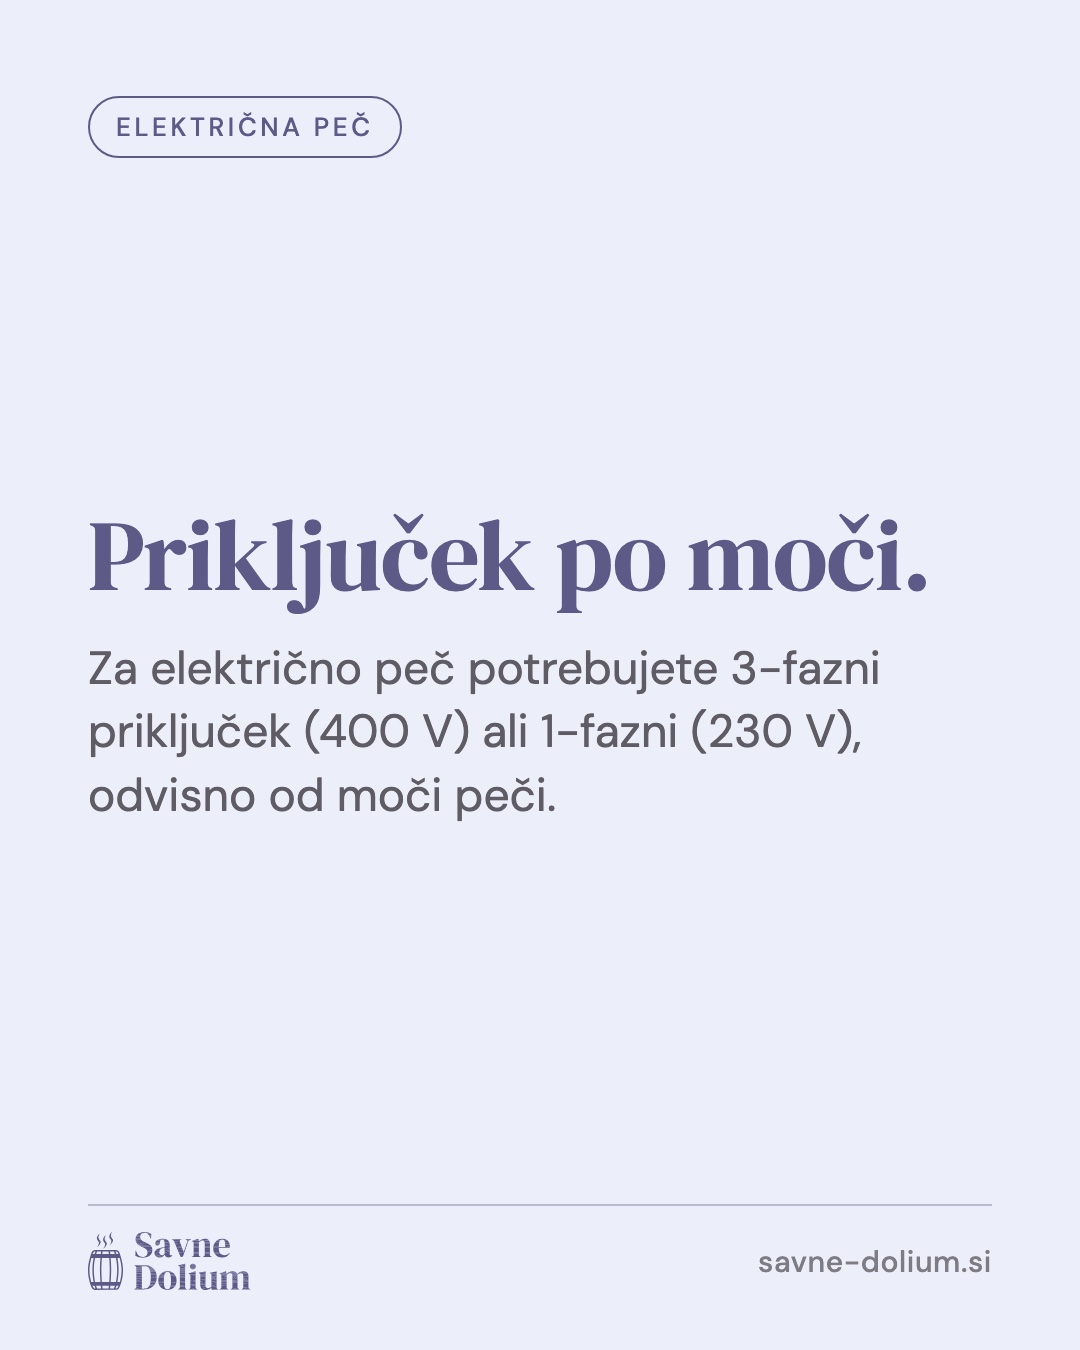 ELEKTRIČNA PEČ
Priključek po moči.
Za električno peč potrebujete 3-fazni
priključek (400 V) ali 1-fazni (230 V),
odvisno od moči peči.
Savne
Dolium
savne-dolium.si